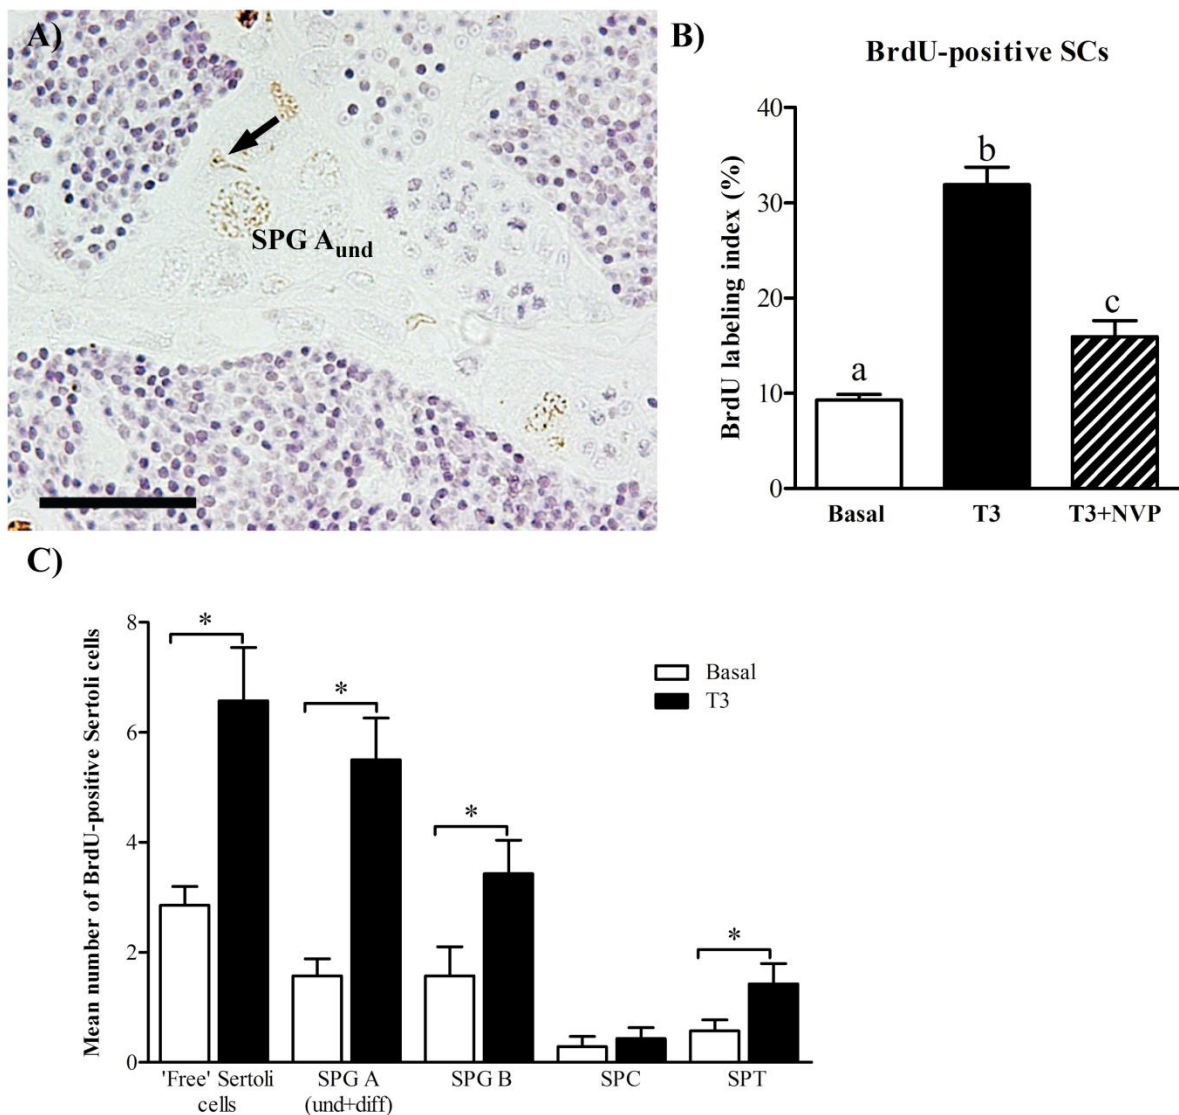 A)
SPG Aund
B)
BrdU-positive SCs
BrdU labeling index (%)
40
30
20
10
0
a
b
c
Basal T3 T3+NVP
C)
Mean number of BrdU-positive Sertoli cells
8
6
4
2
0
* * * *
Basal
T3
'Free' Sertoli cells
SPG A (und+diff)
SPG B
SPC
SPT